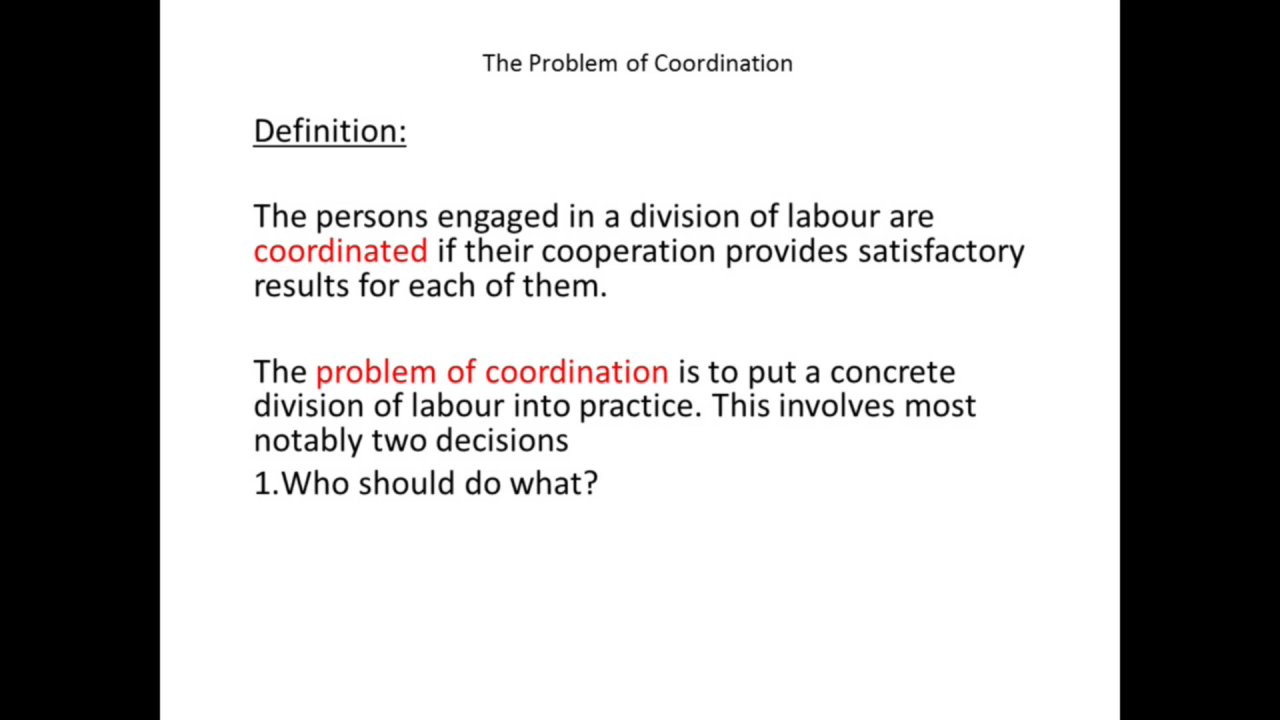 The Problem of Coordination
Definition:
The persons engaged in a division of labour are
coordinated if their cooperation provides satisfactory
results for each of them.
The problem of coordination is to put a concrete
division of labour into practice. This involves most
notably two decisions
1.Who should do what?